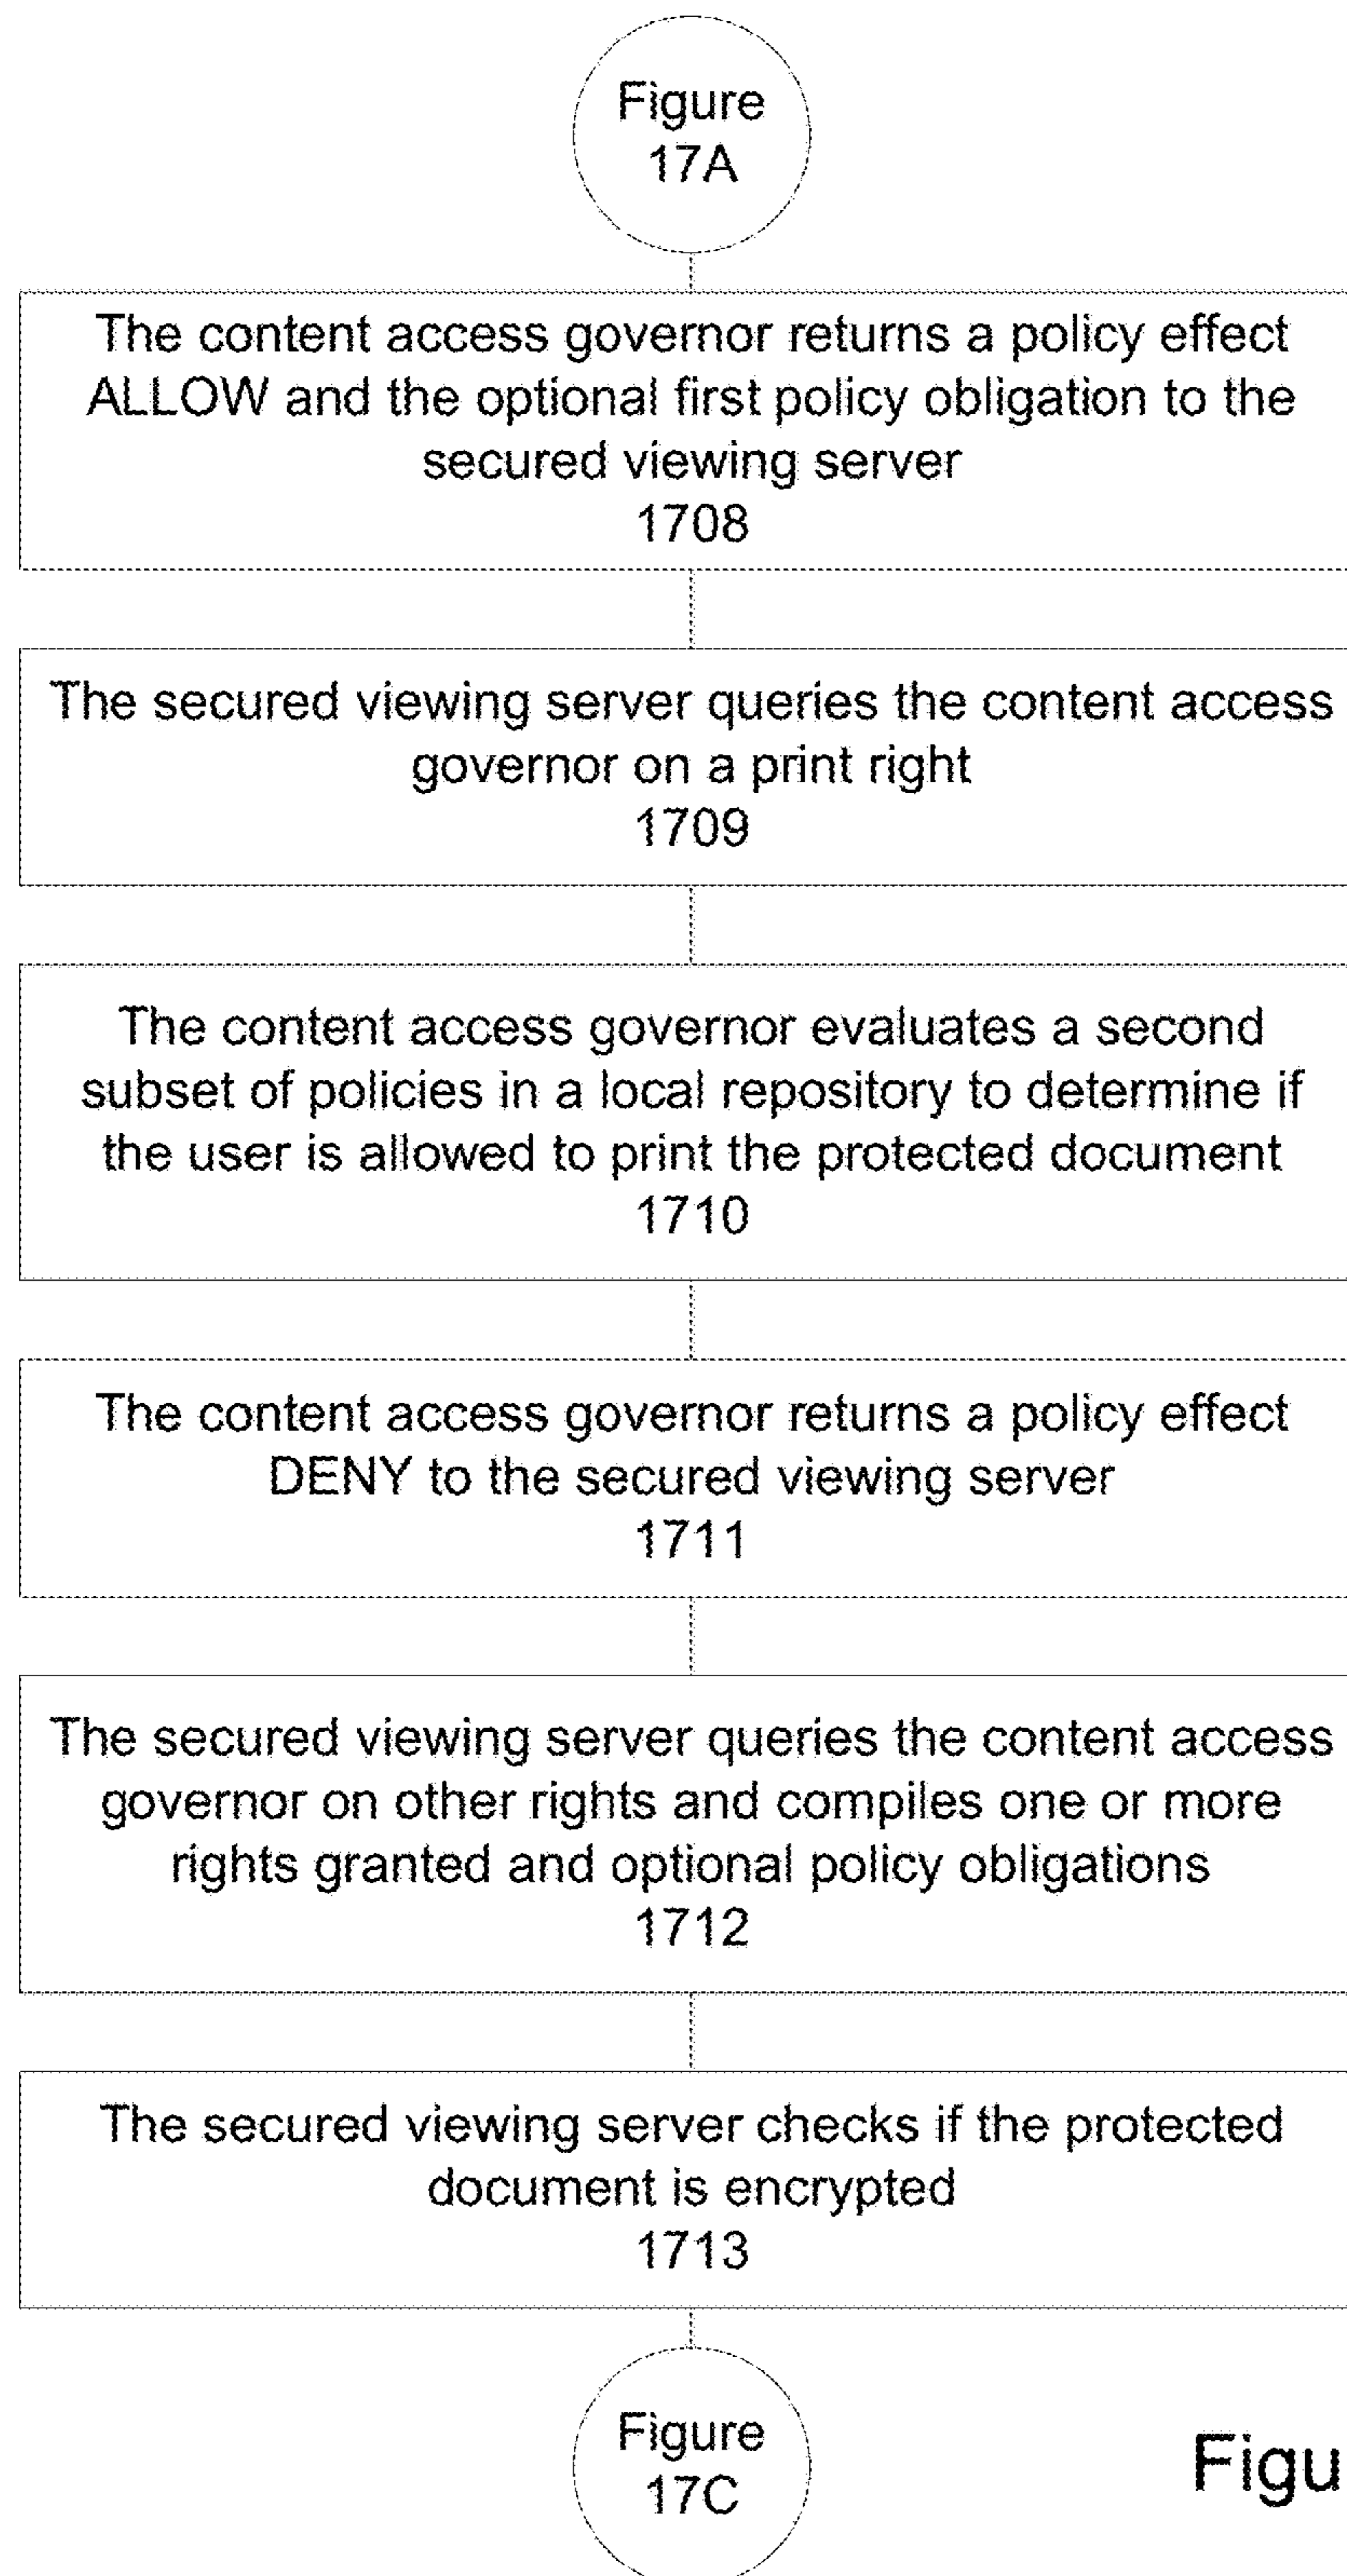 Figure
17A
The content access governor returns a policy effect
ALLOW and the optional first policy obligation to the
secured viewing server
1708
The secured viewing server queries the content access
governor on a print right
1709
The content access governor evaluates a second
subset of policies in a local repository to determine if
the user is allowed to print the protected document
1710
The content access governor returns a policy effect
DENY to the secured viewing server
1711
The secured viewing server queries the content access
governor on other rights and compiles one or more
rights granted and optional policy obligations
1712
The secured viewing server checks if the protected
document is encrypted
1713
Figure
17C
Figu